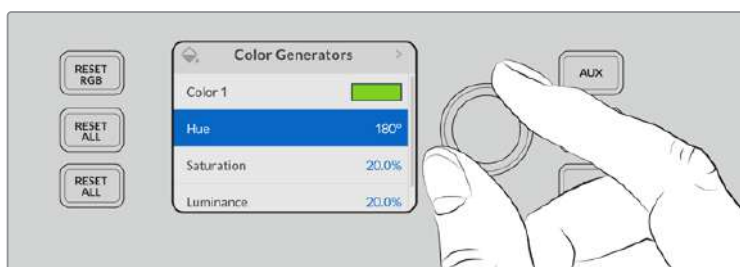 RESET
RGB
RESET
ALL
RESET
ALL
Color Generators
Color 1
Hue 180°
Saturation 20.0%
Luminance 20.0%
AUX